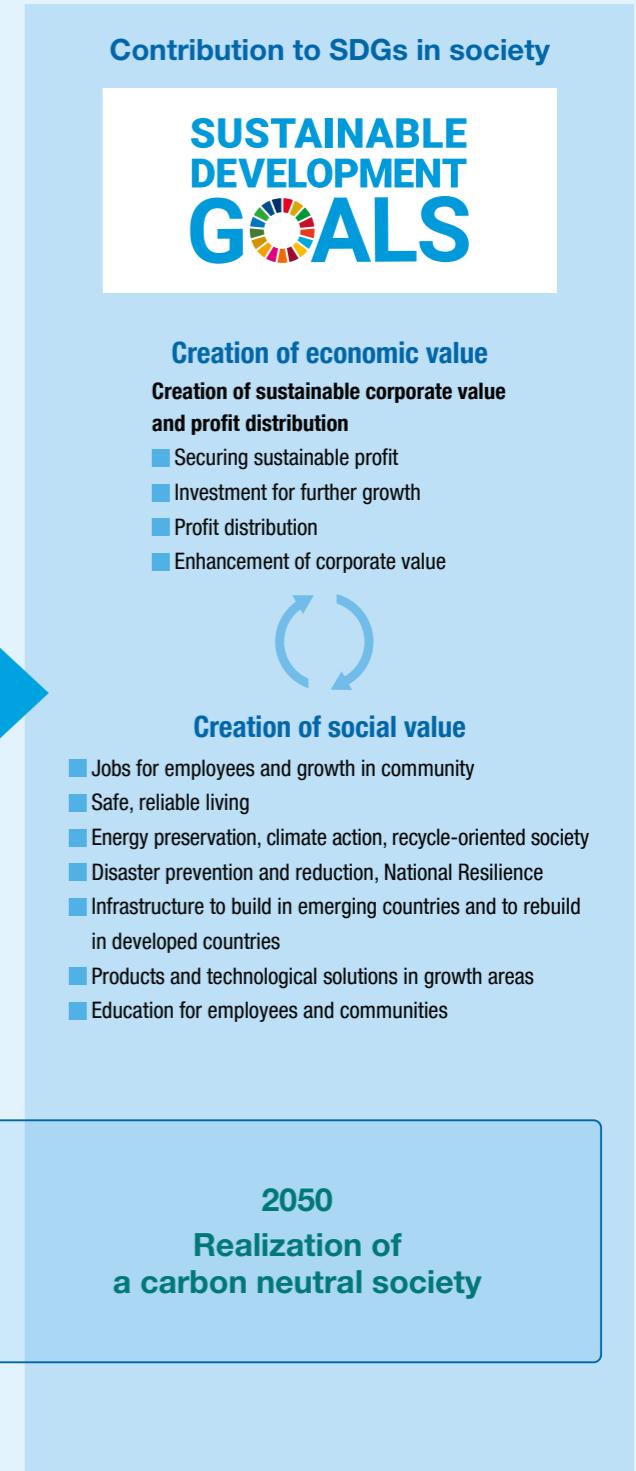 Contribution to SDGs in society
SUSTAINABLE
DEVELOPMENT
GOALS
Creation of economic value
Creation of sustainable corporate value
and profit distribution
Securing sustainable profit
Investment for further growth
Profit distribution
Enhancement of corporate value
Creation of social value
Jobs for employees and growth in community
Safe, reliable living
Energy preservation, climate action, recycle-oriented society
Disaster prevention and reduction, National Resilience
Infrastructure to build in emerging countries and to rebuild
in developed countries
Products and technological solutions in growth areas
Education for employees and communities
2050
Realization of
a carbon neutral society